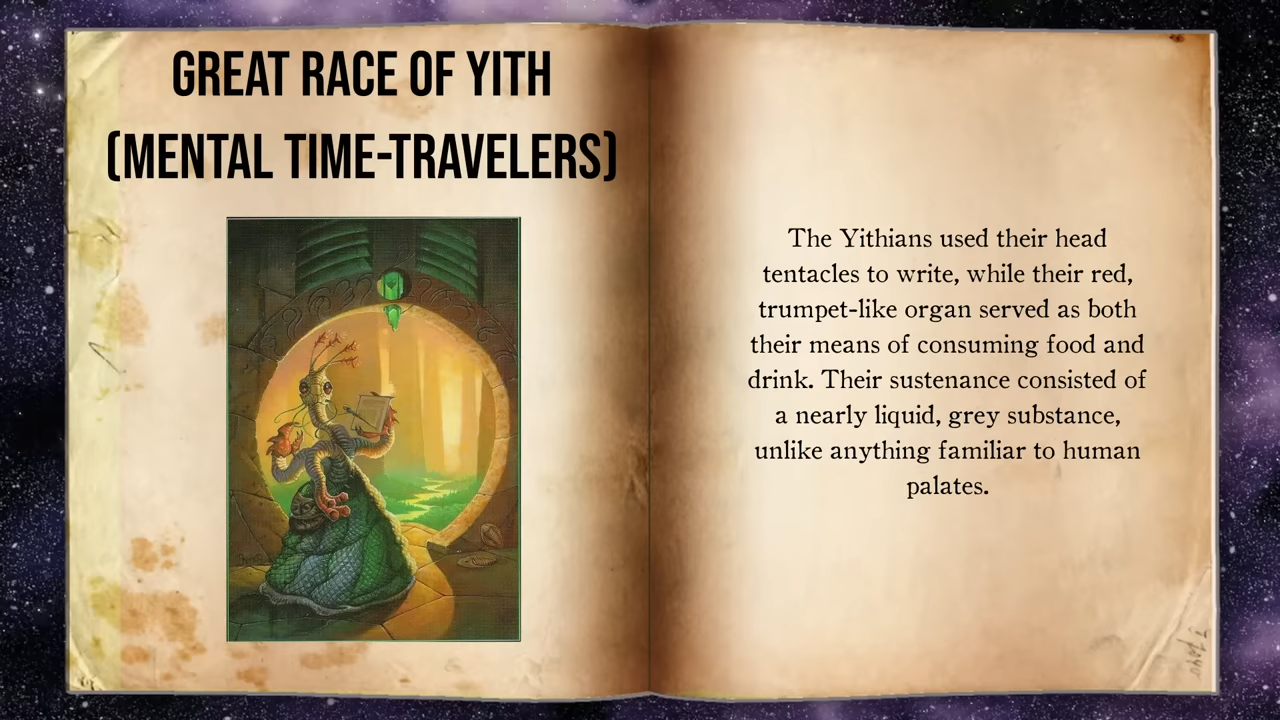 GREAT RACE OF YITH
(MENTAL TIME-TRAVELERS)
The Yithians used their head
tentacles to write, while their red,
trumpet-like organ served as both
their means of consuming food and
drink. Their sustenance consisted of
a nearly liquid, grey substance,
unlike anything familiar to human
palates.